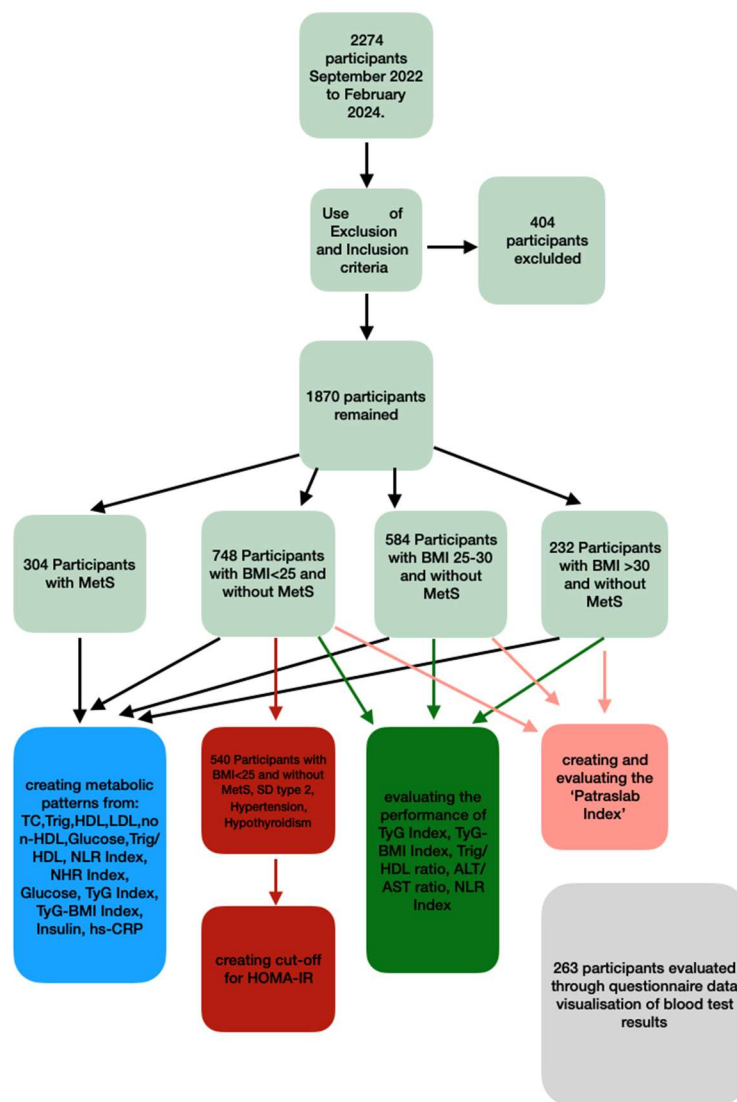 2274
participants
September 2022
to February
2024.
Use of
Exclusion
and Inclusion
criteria
404
participants
exclulded
1870 participants
remained
304 Participants
with MetS
748 Participants
with BMI<25 and
without MetS
584 Participants
with BMI 25-30
and without
MetS
232 Participants
with BMI >30
and without
MetS
creating metabolic
patterns from:
TC,Trig,HDL,LDL,no
n-HDL,Glucose,Trig/
HDL, NLR Index,
NHR Index,
Glucose, TyG Index,
TyG-BMI Index,
Insulin, hs-CRP
540 Participants with
BMI<25 and without
MetS, SD type 2,
Hypertension,
Hypothyroidism
creating cut-off
for HOMA-IR
evaluating the
performance of
TyG Index, TyG-
BMI Index, Trig/
HDL ratio, ALT/
AST ratio, NLR
Index
creating and
evaluating the
‘Patraslab
Index’
263 participants evaluated
through questionnaire data
visualisation of blood test
results